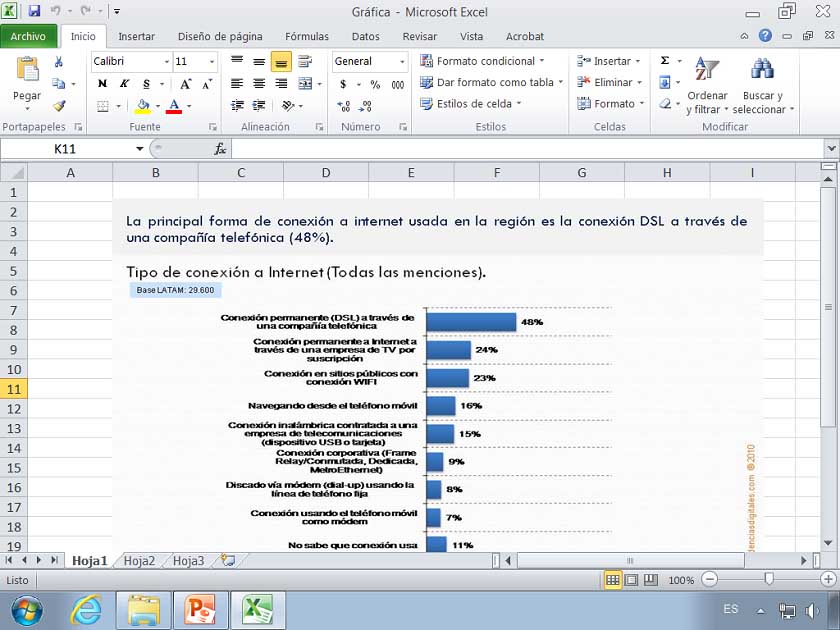 Gráfica - Microsoft Excel
Archivo Inicio Insertar Diseño de página Fórmulas Datos Revisar Vista Acrobat
Pegar
Calibri 11
N K S A A
A
General
$ % 000
Formato condicional
Dar formato como tabla
Estilos de celda
Insertar
Eliminar
Formato
Σ
Ordenar
y filtrar
Buscar y
seleccionar
Portapapeles Fuente Alineación Número Estilos Celdas Modificar
K11 fx
A B C D E F G H I
1
2
3
4
5
6
7
8
9
10
11
12
13
14
15
16
17
18
19
La principal forma de conexión a internet usada en la región es la conexión DSL a través de
una compañía telefónica (48%).
Tipo de conexión a Internet (Todas las menciones).
Base LATAM: 29.600
Conexión permanente (DSL) a través de
una compañía telefónica
48%
Conexión permanente a Internet a
través de una empresa de TV por
suscripción
24%
Conexión en sitios públicos con
conexión WIFI
23%
Navegando desde el teléfono móvil
16%
Conexión inalámbrica contratada a una
empresa de telecomunicaciones
(dispositivo USB o tarjeta)
15%
Conexión corporativa (Frame
Relay/Conmutada, Dedicada,
MetroEthernet)
9%
Discado vía módem (dial-up) usando la
línea de teléfono fija
8%
Conexión usando el teléfono móvil
como módem
7%
No sabe que conexión usa
11%
denciasdigitales.com ®2010
Hoja1 Hoja2 Hoja3
Listo
100%
ES